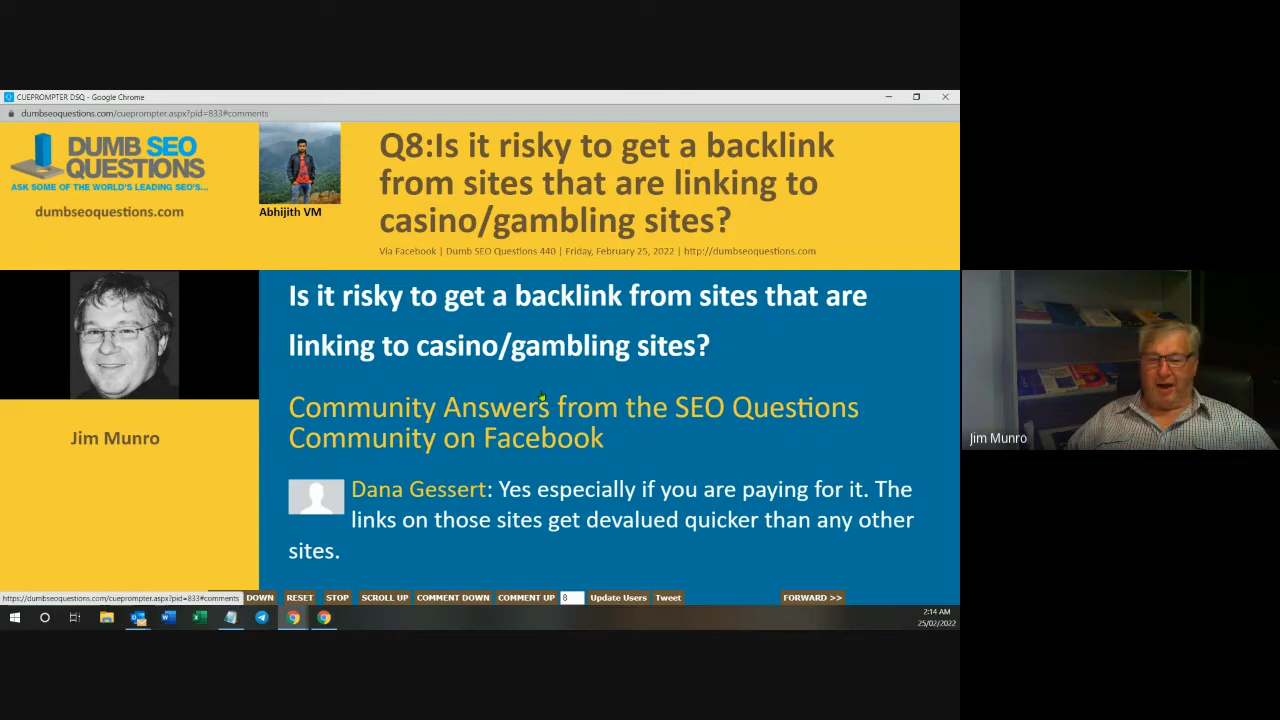 CUEPROMPTER DSQ - Google Chrome
dumbseoquestions.com/cueprompter.aspx?pid=833#comments
DUMB SEO
QUESTIONS
ASK SOME OF THE WORLD'S LEADING SEO'S...
dumbseoquestions.com
Abhijith VM
Q8:Is it risky to get a backlink
from sites that are linking to
casino/gambling sites?
Via Facebook | Dumb SEO Questions 440 | Friday, February 25, 2022 | http://dumbseoquestions.com
Jim Munro
Is it risky to get a backlink from sites that are
linking to casino/gambling sites?
Community Answers from the SEO Questions
Community on Facebook
Dana Gessert: Yes especially if you are paying for it. The
links on those sites get devalued quicker than any other
sites.
Jim Munro
https://dumbseoquestions.com/cueprompter.aspx?pid=833#comments
DOWN RESET STOP SCROLL UP COMMENT DOWN COMMENT UP 8 Update Users Tweet FORWARD >>
2:14 AM
25/02/2022